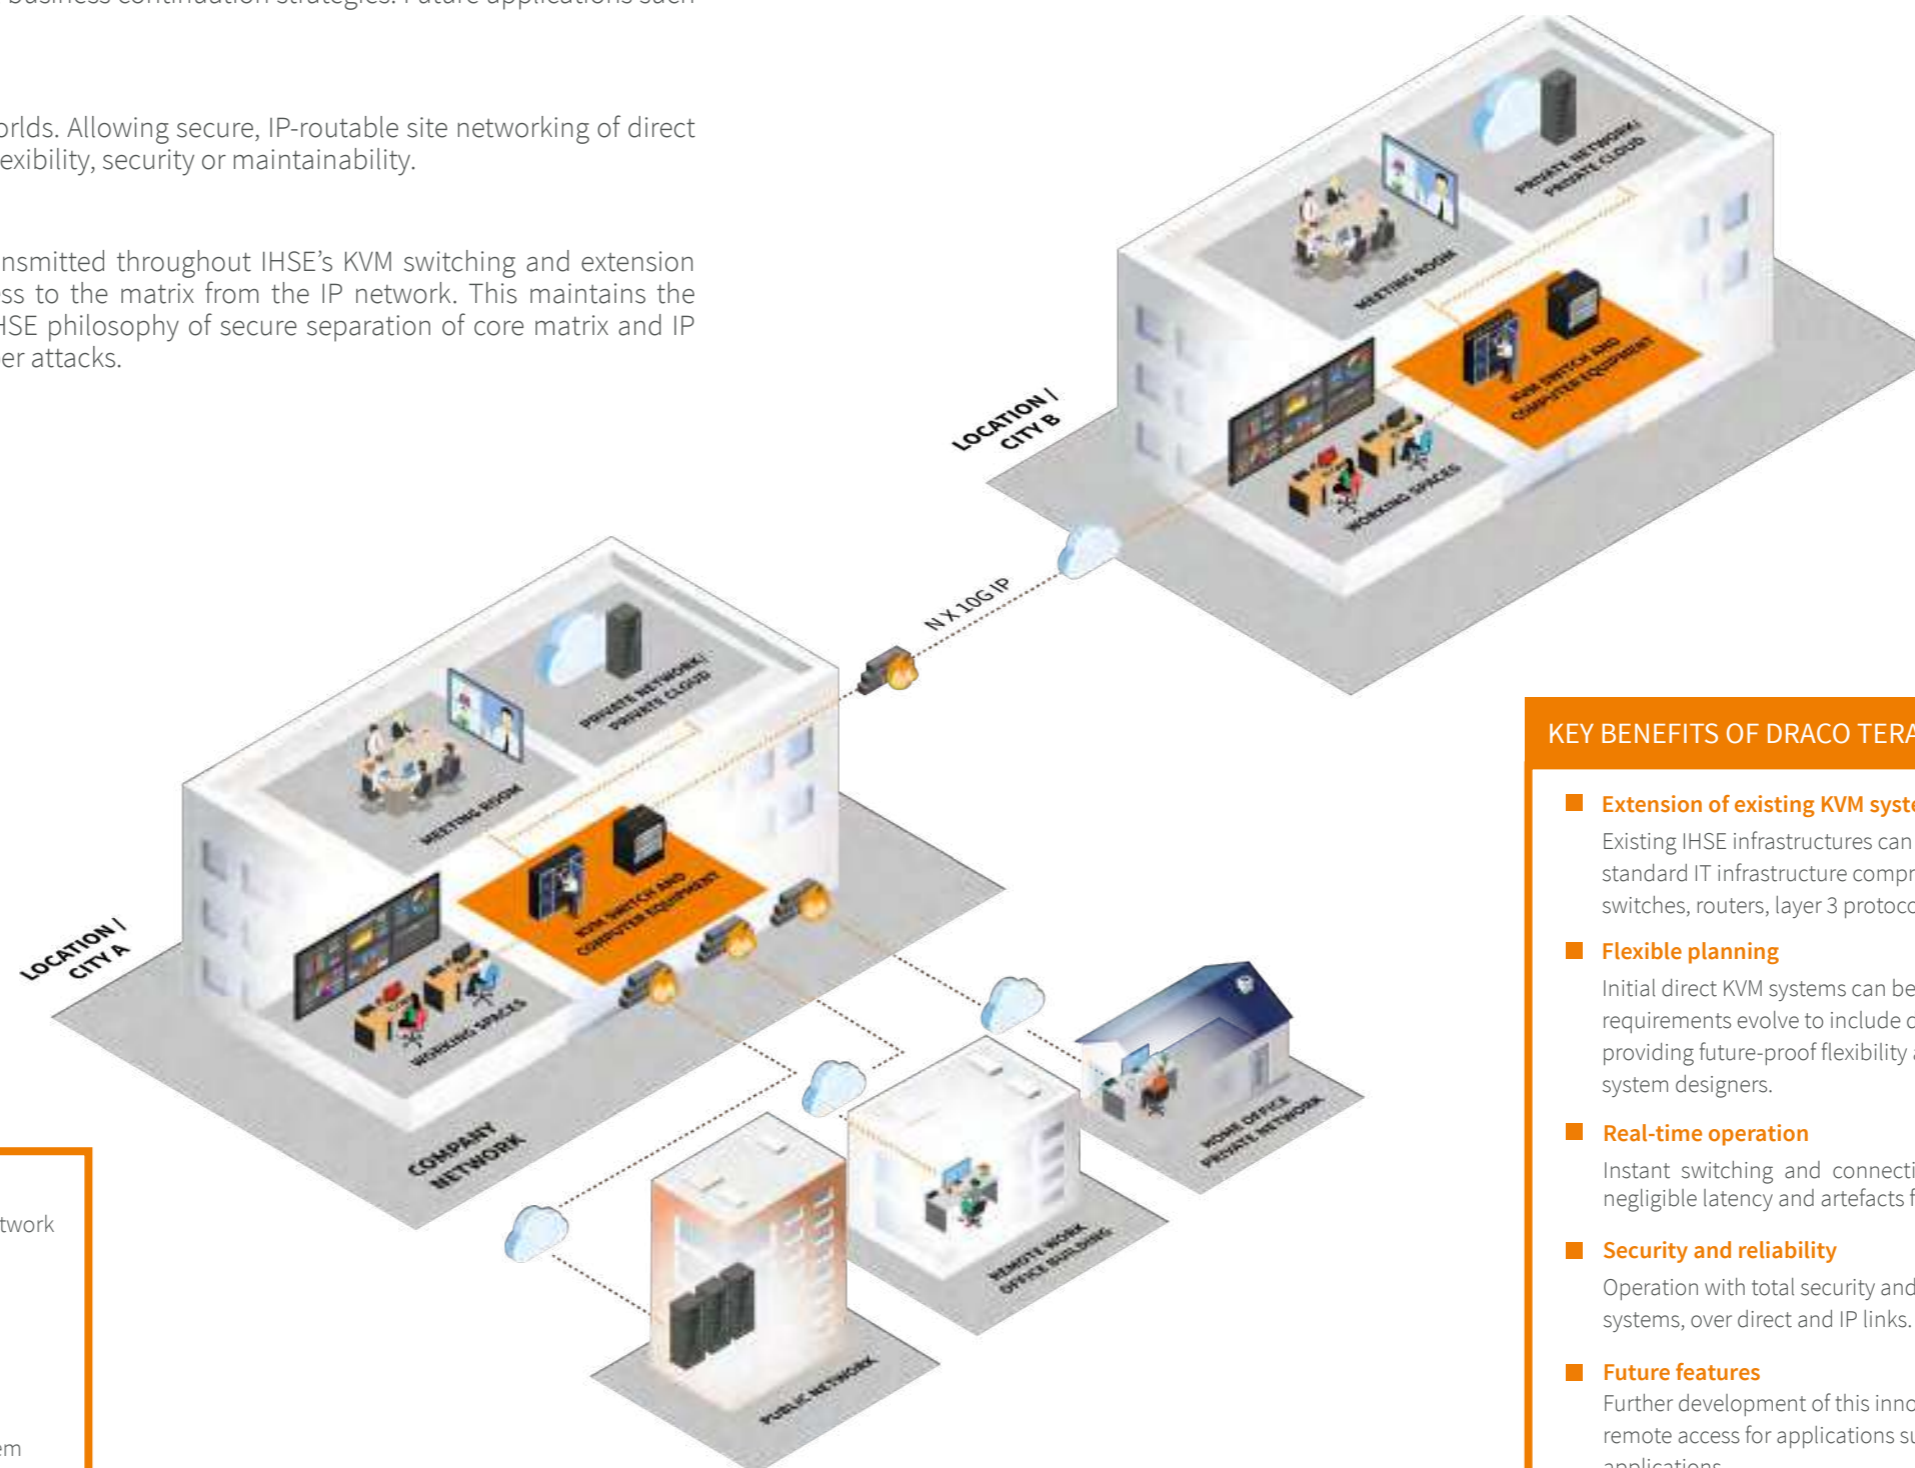 business continuation strategies. Future applications such
orlds. Allowing secure, IP-routable site networking of direct
exibility, security or maintainability.
nsmitted throughout IHSE's KVM switching and extension
ess to the matrix from the IP network. This maintains the
HSE philosophy of secure separation of core matrix and IP
er attacks.
PRIVATE NETWORK/
PRIVATE CLOUD
MEETING ROOM
KVM SWITCH AND
COMPUTER EQUIPMENT
WORKING SPACES
LOCATION /
CITY B
N X 10G IP
PRIVATE NETWORK/
PRIVATE CLOUD
MEETING ROOM
KVM SWITCH AND
COMPUTER EQUIPMENT
WORKING SPACES
LOCATION /
CITY A
COMPANY
NETWORK
HOME OFFICE
PRIVATE NETWORK
REMOTE WORK
OFFICE BUILDING
PUBLIC NETWORK
twork
em
KEY BENEFITS OF DRACO TERA
Extension of existing KVM syste
Existing IHSE infrastructures can
standard IT infrastructure compr
switches, routers, layer 3 protoco
Flexible planning
Initial direct KVM systems can be
requirements evolve to include
providing future-proof flexibility a
system designers.
Real-time operation
Instant switching and connecti
negligible latency and artefacts f
Security and reliability
Operation with total security and
systems, over direct and IP links.
Future features
Further development of this inno
remote access for applications su
applications